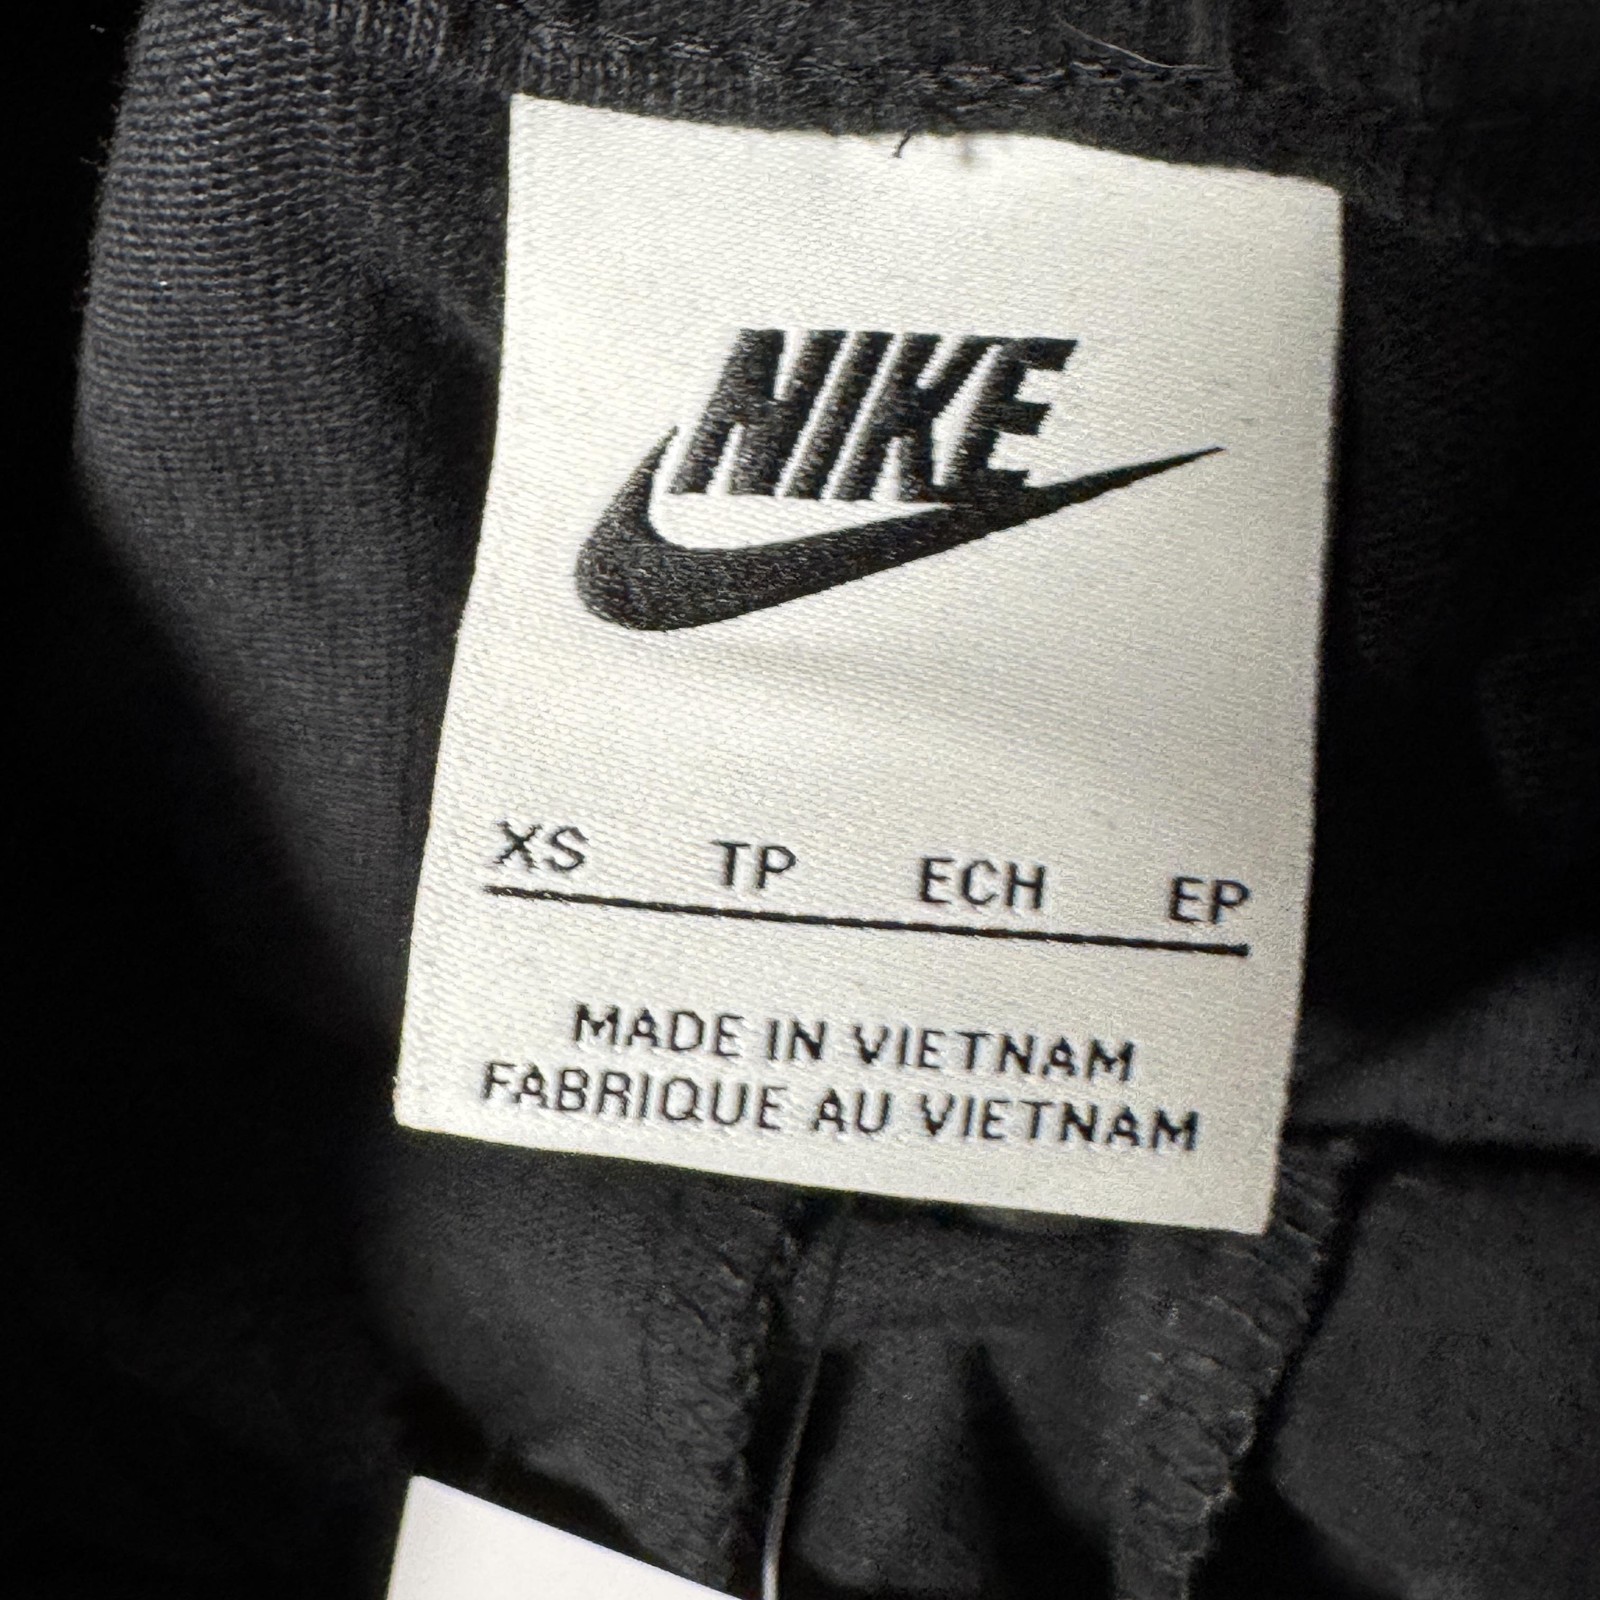 NIKE
XS TP ECH EP
MADE IN VIETNAM
FABRIQUE AU VIETNAM